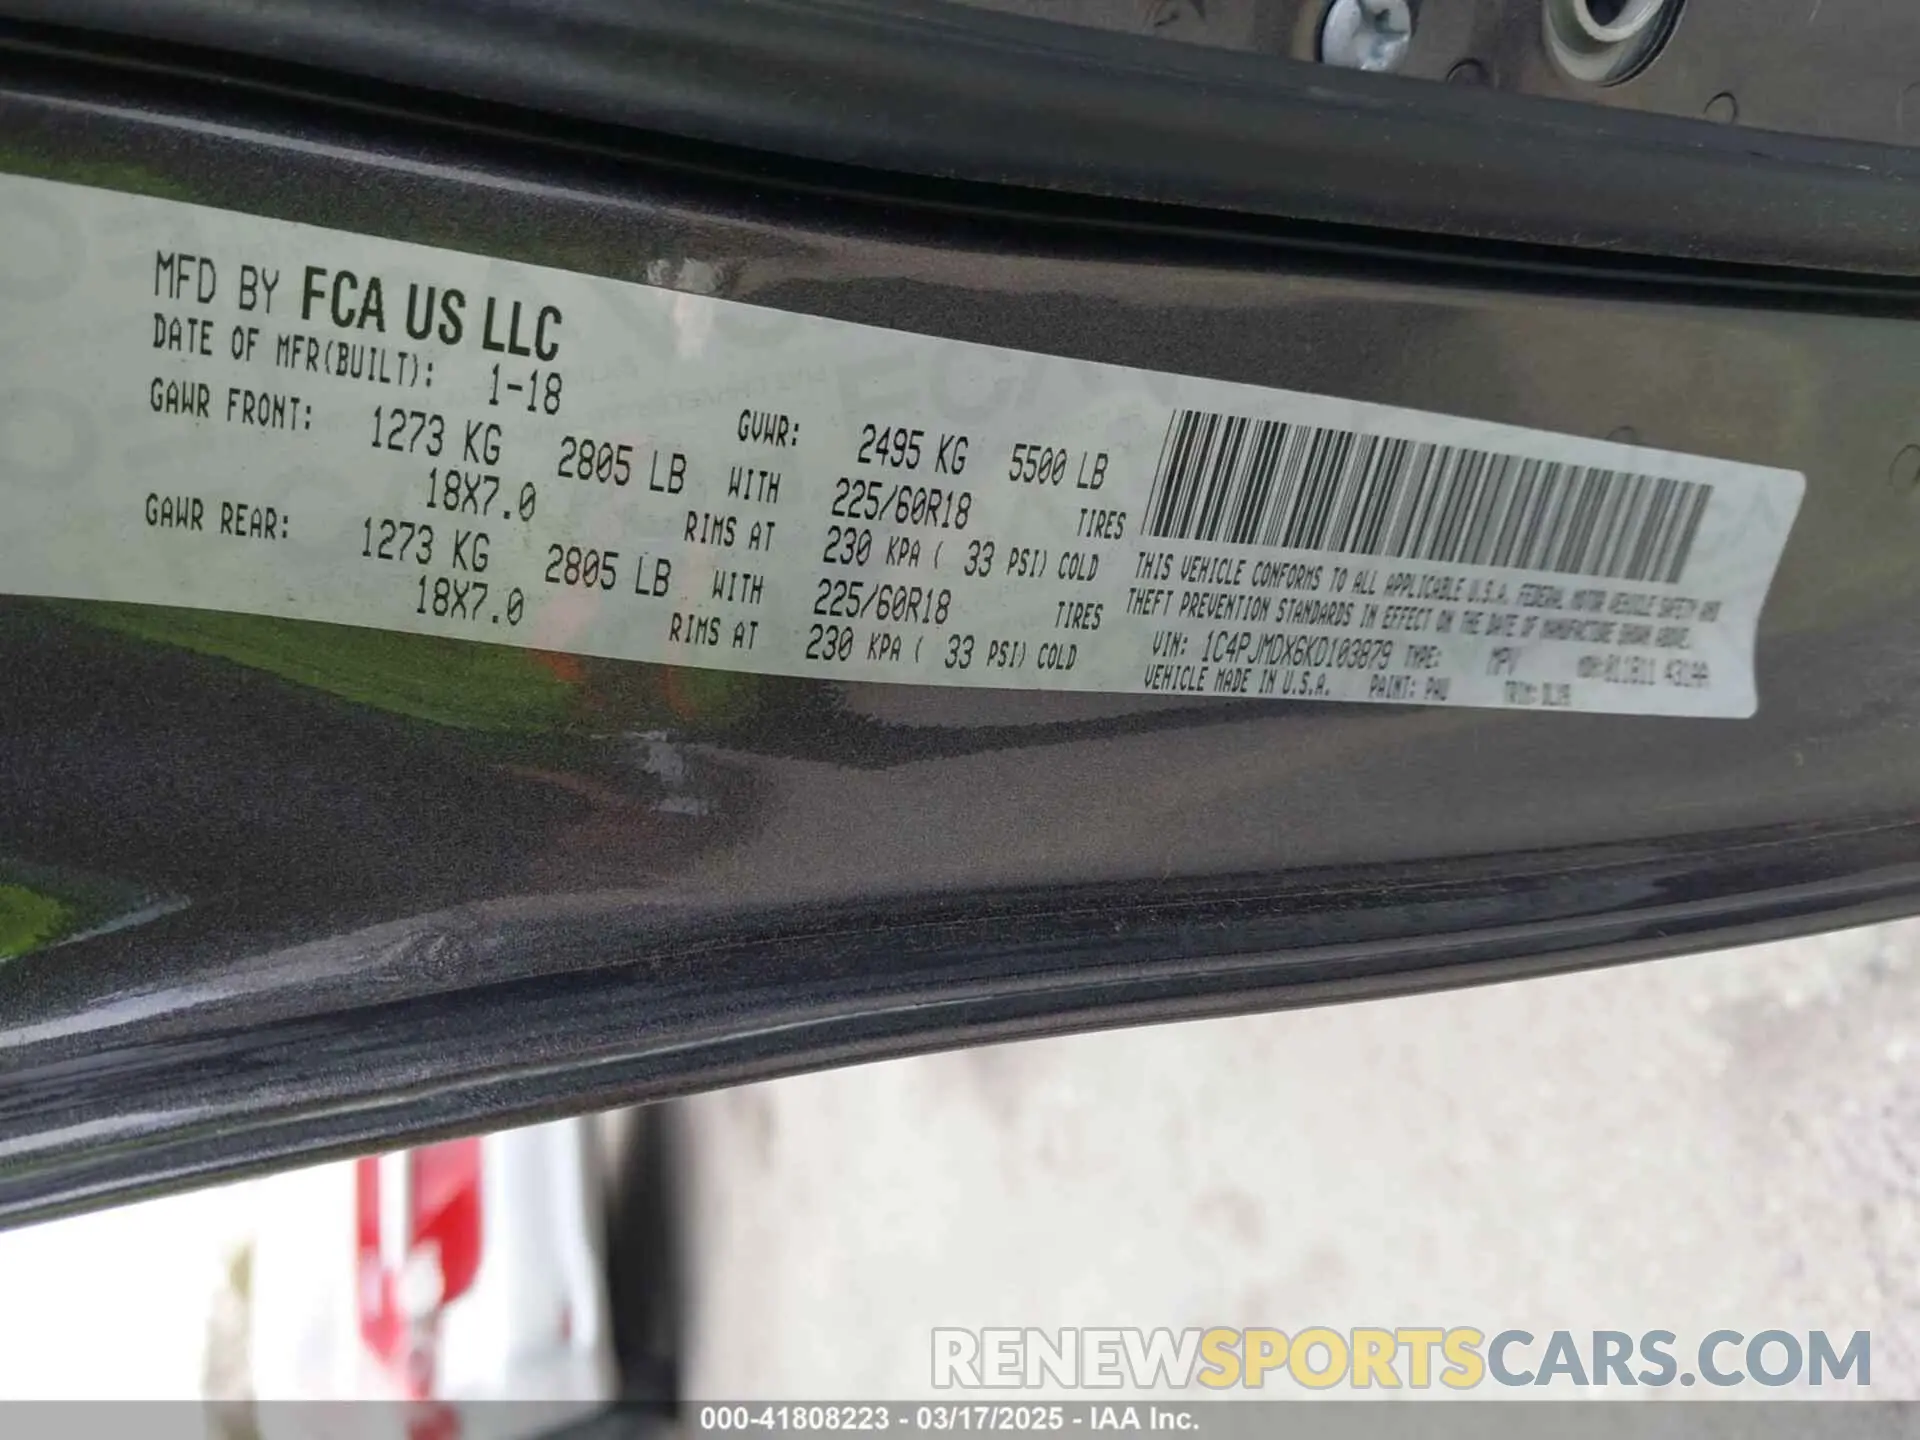 MFD BY FCA US LLC
DATE OF MFR(BUILT): 1-18
GAWR FRONT: 1273 KG 2805 LB WITH 225/60R18 TIRES
18X7.0 RIMS AT 230 KPA ( 33 PSI) COLD
GAWR REAR: 1273 KG 2805 LB WITH 225/60R18 TIRES
18X7.0 RIMS AT 230 KPA ( 33 PSI) COLD
GVWR: 2495 KG 5500 LB
THIS VEHICLE CONFORMS TO ALL APPLICABLE U.S.A. FEDERAL MOTOR VEHICLE SAFETY AND
THEFT PREVENTION STANDARDS IN EFFECT ON THE DATE OF MANUFACTURE SHOWN ABOVE.
VIN: 1C4PJMDX6KD103879 TYPE: MPV MDH:
VEHICLE MADE IN U.S.A. PAINT: PAU TRIM:
RENEWSPORTSCARS.COM
000-41808223 - 03/17/2025 - IAA Inc.